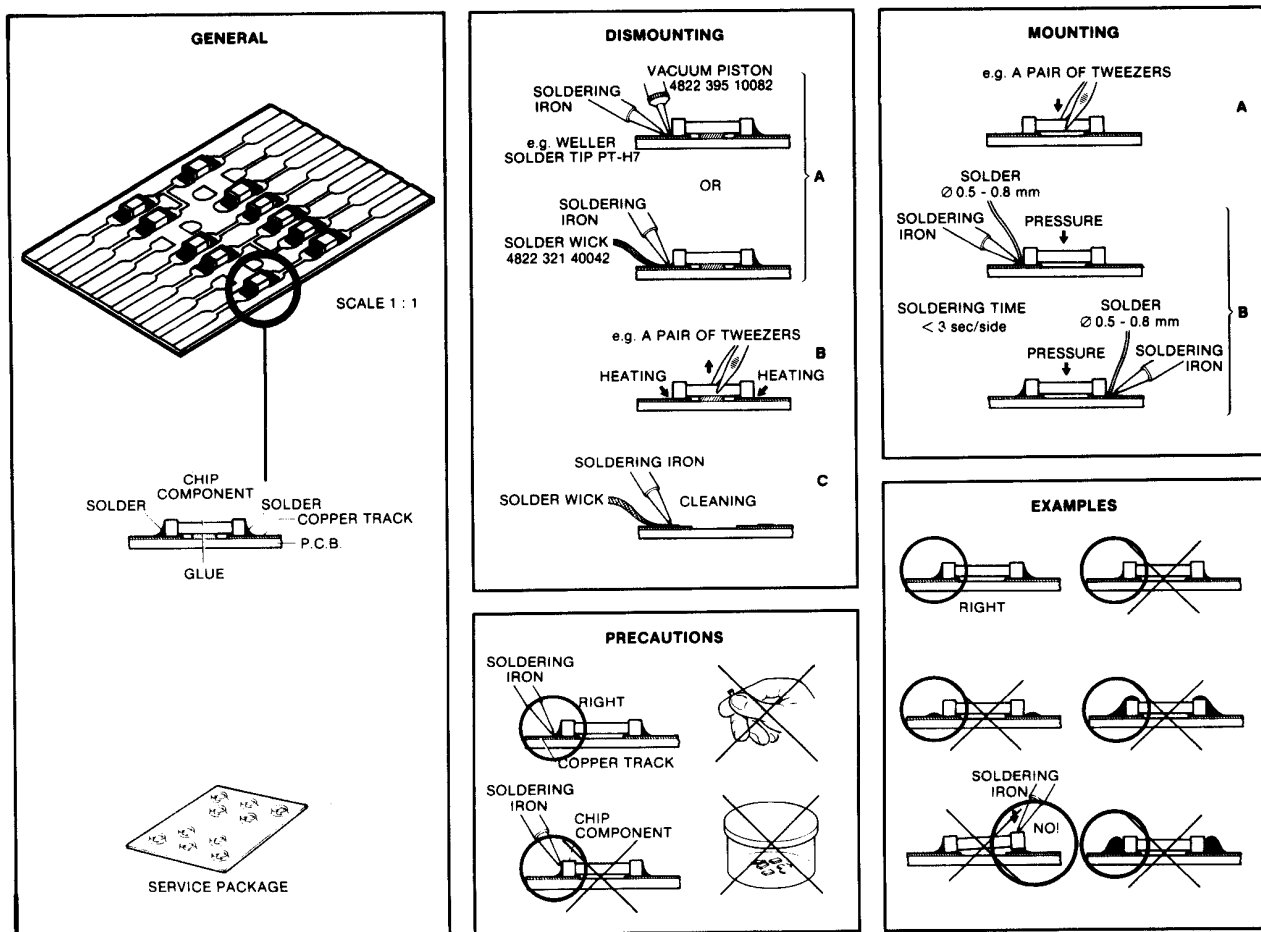 GENERAL
SCALE 1 : 1
CHIP
COMPONENT
SOLDER
SOLDER
COPPER TRACK
P.C.B.
GLUE
SERVICE PACKAGE
DISMOUNTING
VACUUM PISTON
4822 395 10082
SOLDERING
IRON
e.g. WELLER
SOLDER TIP PT-H7
A
OR
SOLDERING
IRON
SOLDER WICK
4822 321 40042
e.g. A PAIR OF TWEEZERS
B
HEATING
HEATING
SOLDERING IRON
C
SOLDER WICK
CLEANING
PRECAUTIONS
SOLDERING
IRON
RIGHT
COPPER TRACK
SOLDERING
IRON
CHIP
COMPONENT
MOUNTING
e.g. A PAIR OF TWEEZERS
A
SOLDER
Ø 0.5 - 0.8 mm
SOLDERING
IRON
PRESSURE
SOLDERING TIME
< 3 sec/side
SOLDER
Ø 0.5 - 0.8 mm
B
PRESSURE
SOLDERING
IRON
EXAMPLES
RIGHT
SOLDERING
IRON
NO!